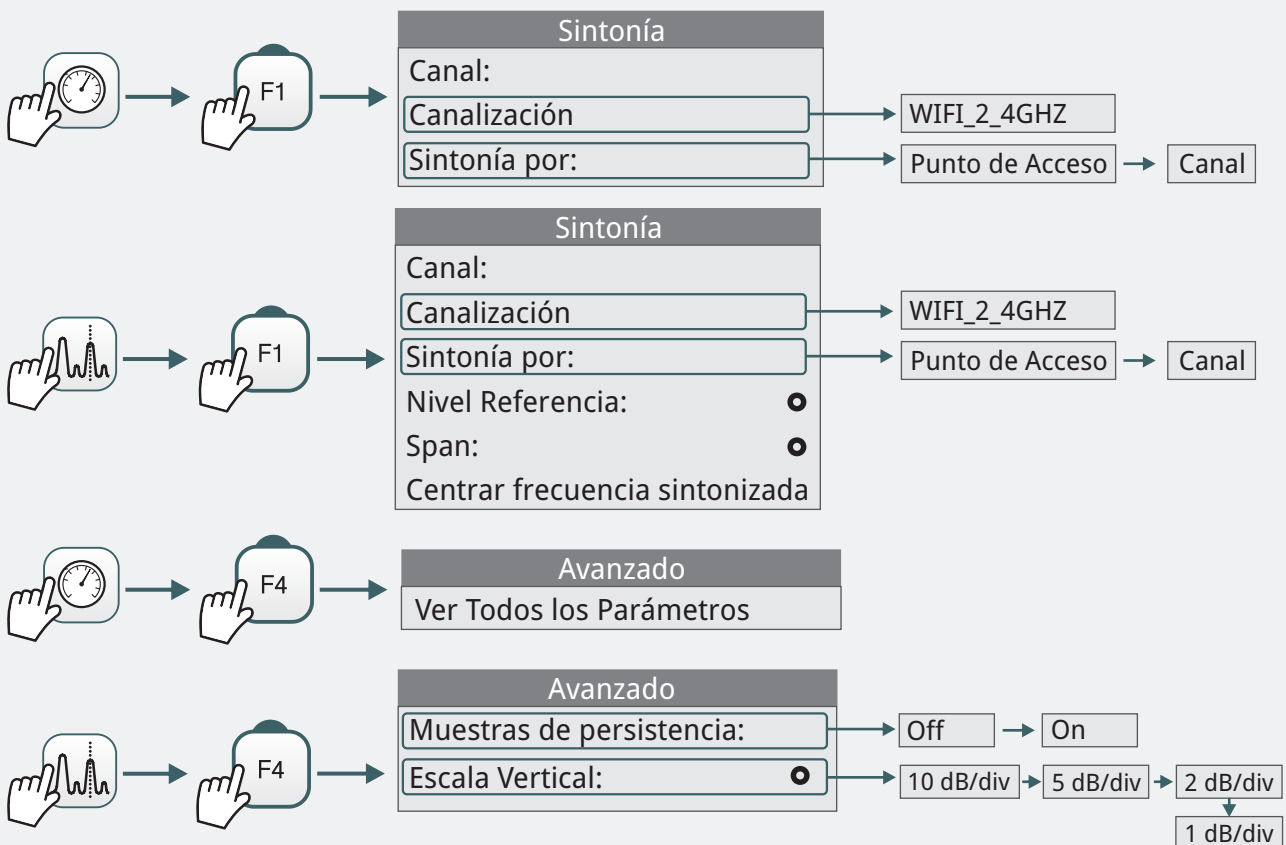 Sintonía
F1
Canal:
Canalización
WIFI_2_4GHZ
Sintonía por:
Punto de Acceso
Canal
Sintonía
F1
Canal:
Canalización
WIFI_2_4GHZ
Sintonía por:
Punto de Acceso
Canal
Nivel Referencia:
Span:
Centrar frecuencia sintonizada
F4
Avanzado
Ver Todos los Parámetros
F4
Avanzado
Muestras de persistencia:
Off
On
Escala Vertical:
10 dB/div
5 dB/div
2 dB/div
1 dB/div